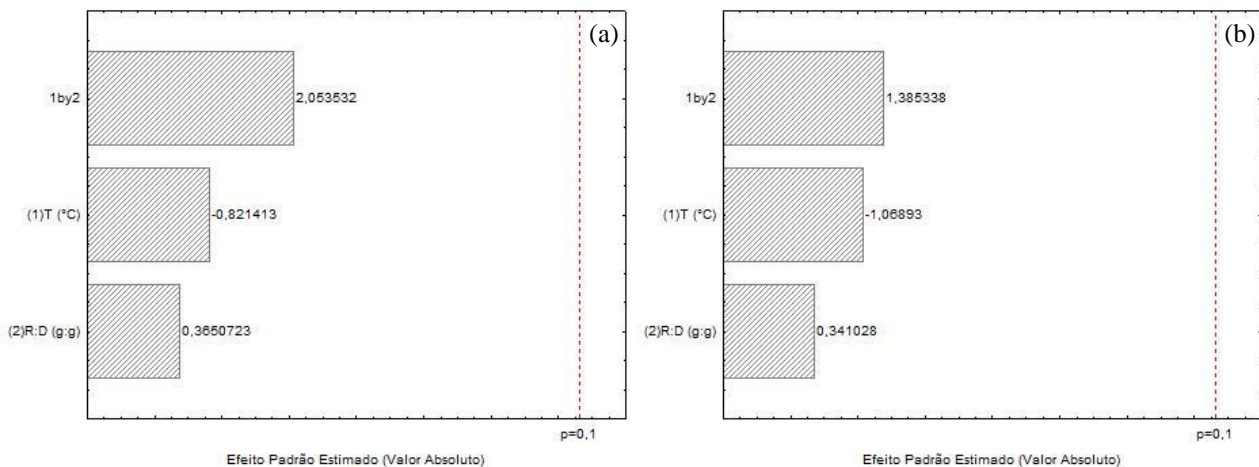 (a)
1by2
2,053532
(1)T (°C)
-0,821413
(2)R:D (g:g)
0,3650723
p=0,1
Efeito Padrão Estimado (Valor Absoluto)
(b)
1by2
1,385338
(1)T (°C)
-1,06893
(2)R:D (g:g)
0,341028
p=0,1
Efeito Padrão Estimado (Valor Absoluto)